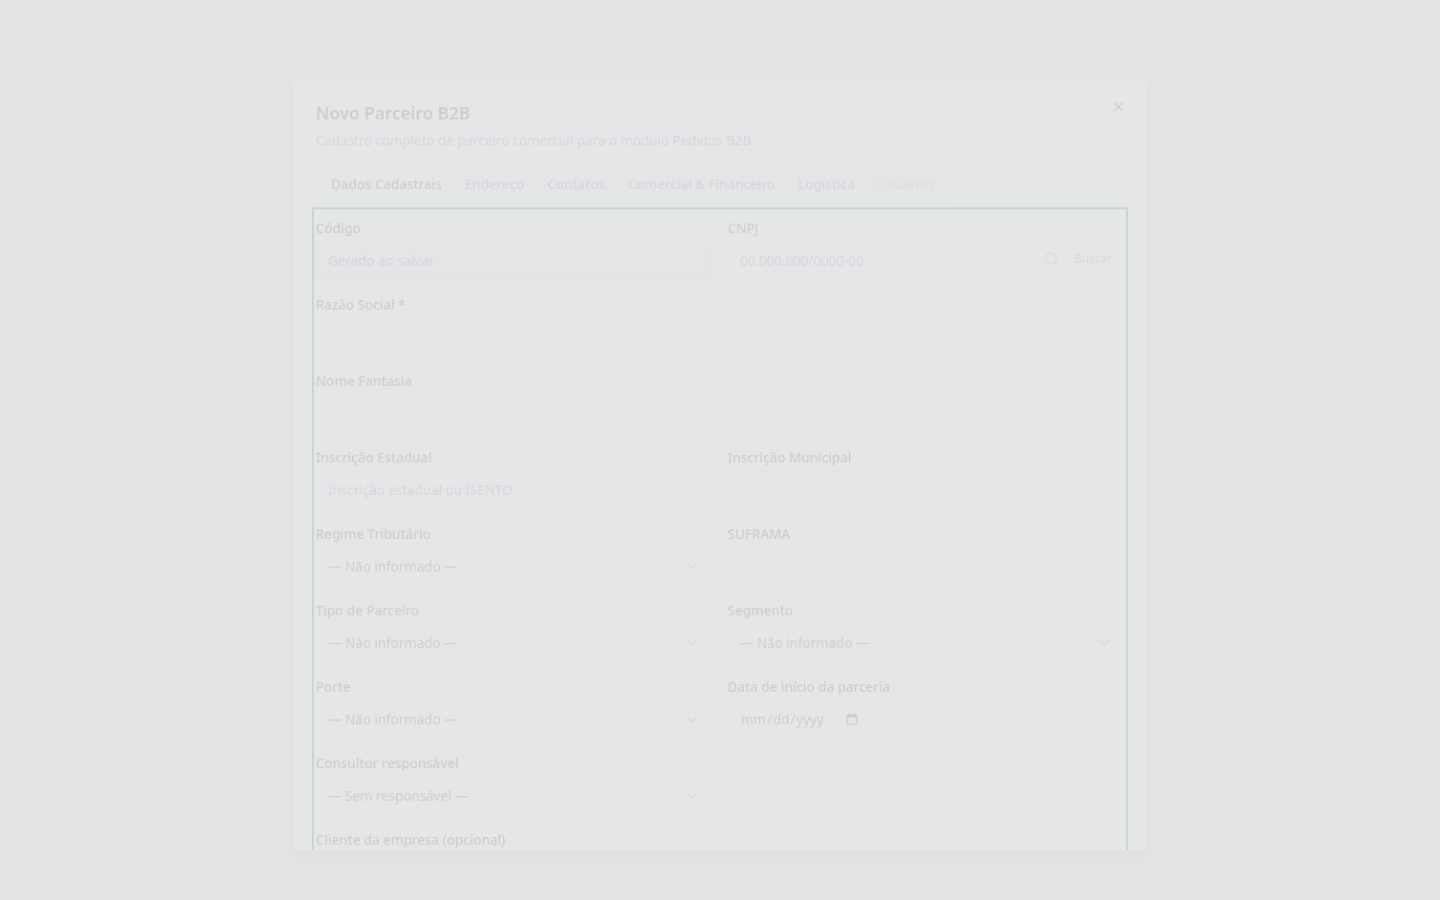 Novo Parceiro B2B
Cadastro completo de parceiro comercial para o módulo Pedidos B2B.
Dados Cadastrais Endereço Contatos Comercial & Financeiro Logística Usuários
Código CNPJ
Gerado ao salvar 00.000.000/0000-00 Buscar
Razão Social *
Nome Fantasia
Inscrição Estadual Inscrição Municipal
Inscrição estadual ou ISENTO
Regime Tributário SUFRAMA
— Não informado —
Tipo de Parceiro Segmento
— Não informado — — Não informado —
Porte Data de início da parceria
— Não informado — mm/dd/yyyy
Consultor responsável
— Sem responsável —
Cliente da empresa (opcional)